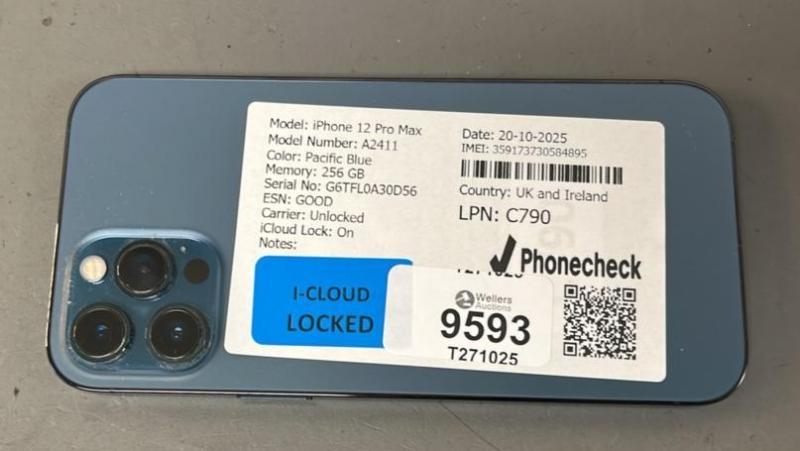 Model: iPhone 12 Pro Max
Model Number: A2411
Color: Pacific Blue
Memory: 256 GB
Serial No: G6TFL0A30D56
ESN: GOOD
Carrier: Unlocked
iCloud Lock: On
Notes:
Date: 20-10-2025
IMEI: 359173730584895
Country: UK and Ireland
LPN: C790
Phonecheck
I-CLOUD
LOCKED
Wellers
Auctions
9593
T271025